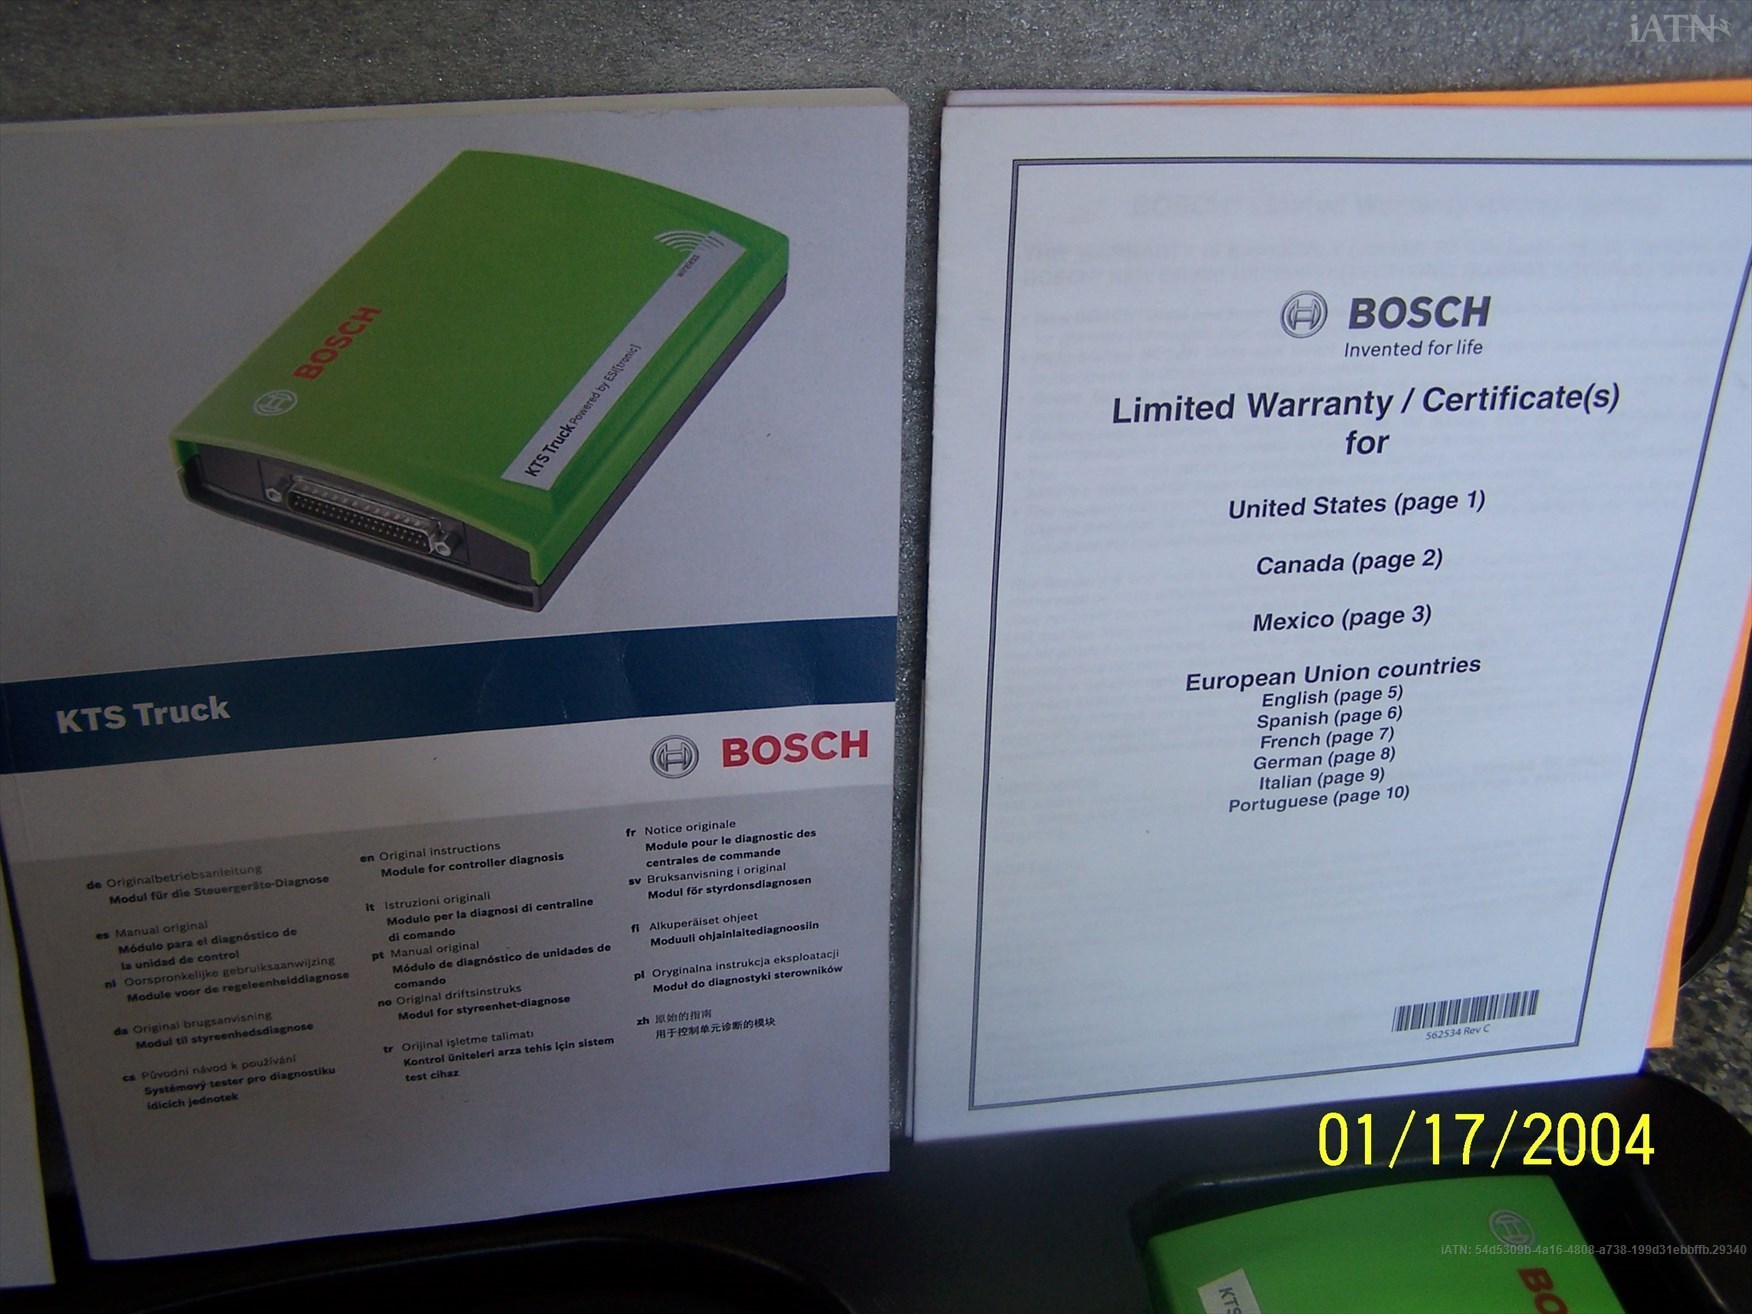 iATN
BOSCH
KTS Truck Powered by ESI[tronic]
wireless
KTS Truck
BOSCH
de Originalbetriebsanleitung
Modul für die Steuergeräte-Diagnose
es Manual original
Módulo para el diagnóstico de
la unidad de control
nl Oorspronkelijke gebruiksaanwijzing
Module voor de regeleenheiddiagnose
da Original brugsanvisning
Modul til styreenhedsdiagnose
cs Původní návod k používání
Systémový tester pro diagnostiku
ídicích jednotek
en Original instructions
Module for controller diagnosis
it Istruzioni originali
Modulo per la diagnosi di centraline
di comando
pt Manual original
Módulo de diagnóstico de unidades de
comando
no Original driftsinstruks
Modul for styreenhet-diagnose
tr Orijinal işletme talimatı
Kontrol üniteleri arza tehis için sistem
test cihaz
fr Notice originale
Module pour le diagnostic des
centrales de commande
sv Bruksanvisning i original
Modul för styrdonsdiagnosen
fi Alkuperäiset ohjeet
Moduuli ohjainlaitediagnoosiin
pl Oryginalna instrukcja eksploatacji
Moduł do diagnostyki sterowników
zh 原始的指南
用于控制单元诊断的模块
BOSCH
Invented for life
Limited Warranty / Certificate(s)
for
United States (page 1)
Canada (page 2)
Mexico (page 3)
European Union countries
English (page 5)
Spanish (page 6)
French (page 7)
German (page 8)
Italian (page 9)
Portuguese (page 10)
562534 Rev C
01/17/2004
iATN: 54d5309b-4a16-4808-a738-199d31ebbffb.29340
KTS
BO